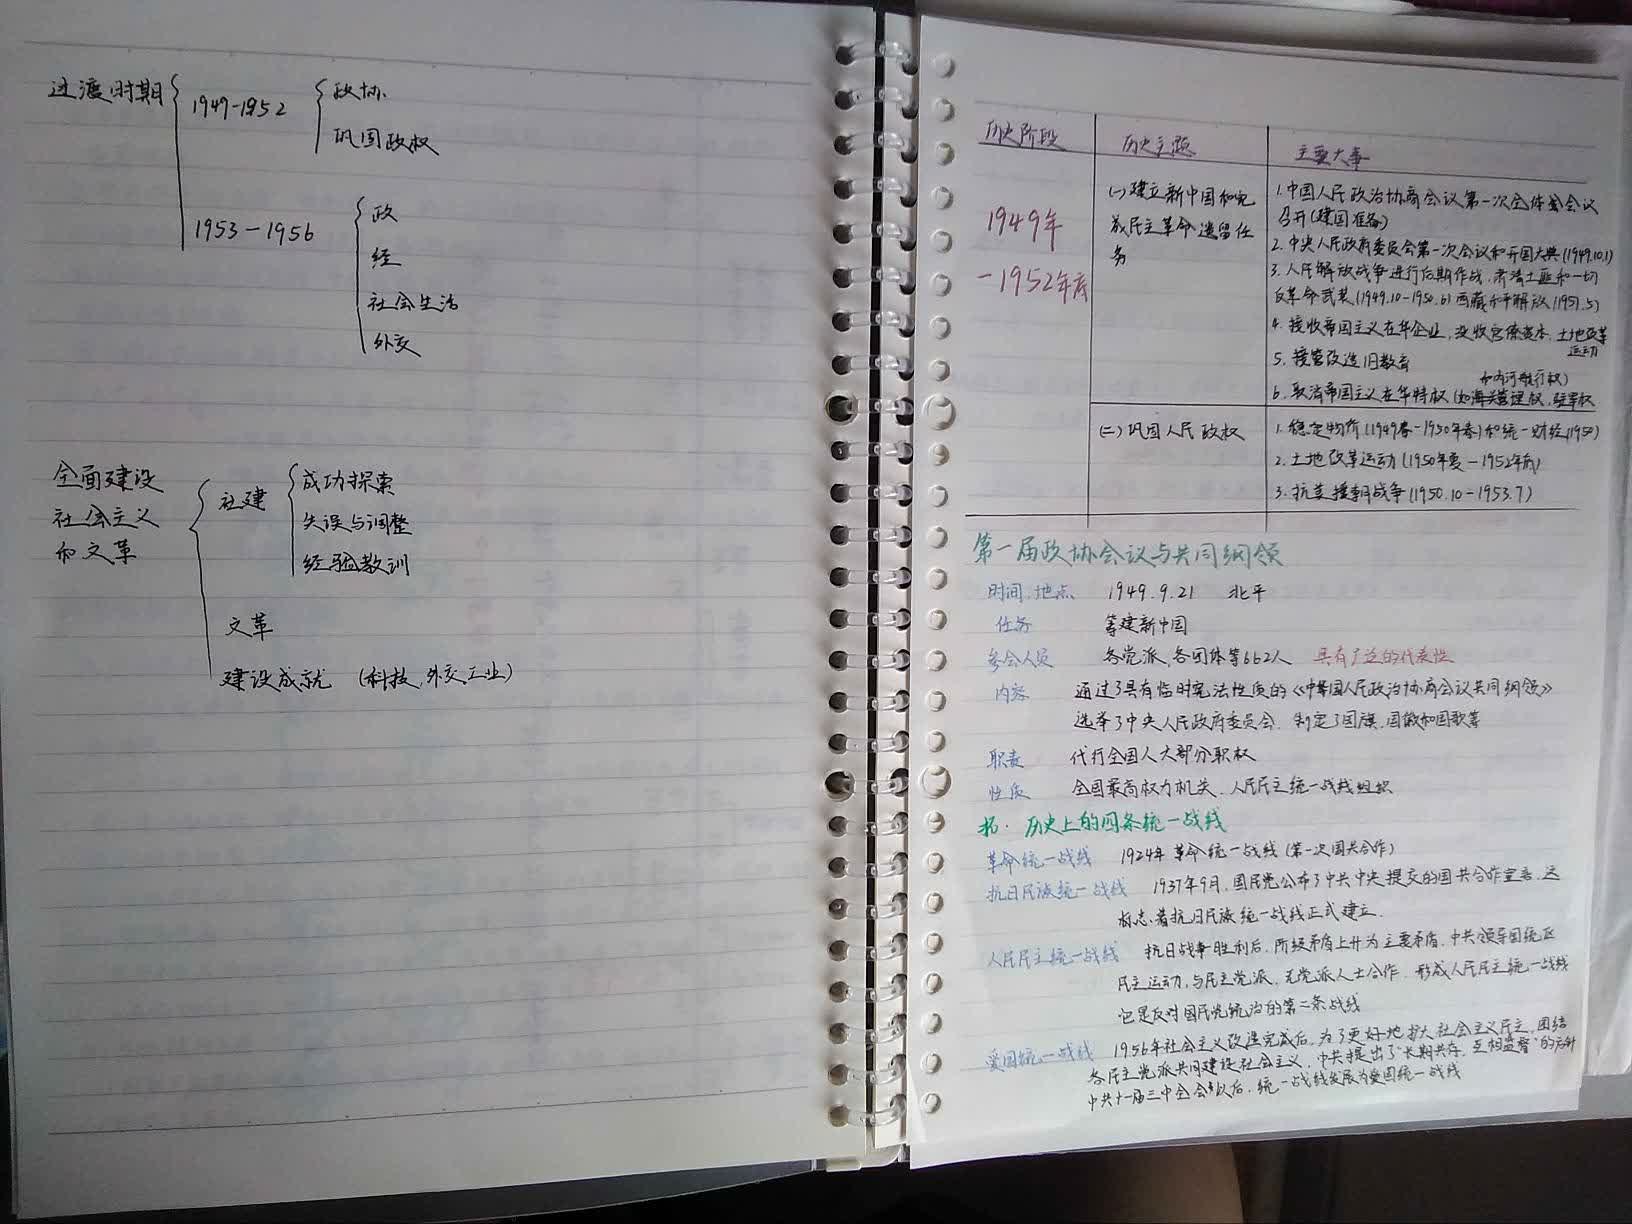 过渡时期
1949-1952
政协
巩固政权
1953-1956
政
经
社会生活
外交
全面建设
社会主义
和文革
社建
成功探索
失误与调整
经验教训
文革
建设成就 (科技,外交,工业)
历史阶段 历史主题 主要大事
1949年
-1952年底
(一)建立新中国和完
成民主革命遗留任
务
1.中国人民政治协商会议第一次全体会议
召开(建国准备)
2.中央人民政府委员会第一次会议和开国大典(1949.10.1)
3.人民解放战争进行后期作战,肃清土匪和一切
反革命武装(1949.10-1950.6)西藏和平解放(1951.5)
4.接收帝国主义在华企业,没收官僚资本,土地改革
运动
5.接管改造旧教育
和内河航行权)
6.取消帝国主义在华特权(如海关管理权,驻军权
(二)巩固人民政权
1.稳定物价(1949春-1950年春)和统一财经(1950)
2.土地改革运动(1950年夏-1952年底)
3.抗美援朝战争(1950.10-1953.7)
第一届政协会议与共同纲领
时间.地点 1949.9.21 北平
任务 筹建新中国
参会人员 各党派,各团体等662人 具有广泛的代表性
内容 通过了具有临时宪法性质的《中国人民政治协商会议共同纲领》
选举了中央人民政府委员会.制定了国旗.国徽和国歌等
职责 代行全国人大部分职权
性质 全国最高权力机关.人民民主统一战线组织
拓.历史上的四条统一战线
革命统一战线 1924年革命统一战线(第一次国共合作)
抗日民族统一战线 1937年9月,国民党公布了中共中央提交的国共合作宣言,这
标志着抗日民族统一战线正式建立.
人民民主统一战线 抗日战争胜利后,阶级矛盾上升为主要矛盾,中共领导国统区
民主运动,与民主党派,无党派人士合作.形成人民民主统一战线
它是反对国民党统治的第二条战线
爱国统一战线 1956年社会主义改造完成后,为了更好地扩大社会主义民主,团结
各民主党派共同建设社会主义,中共提出了"长期共存,互相监督"的方针
中共十一届三中全会以后,统一战线发展为爱国统一战线